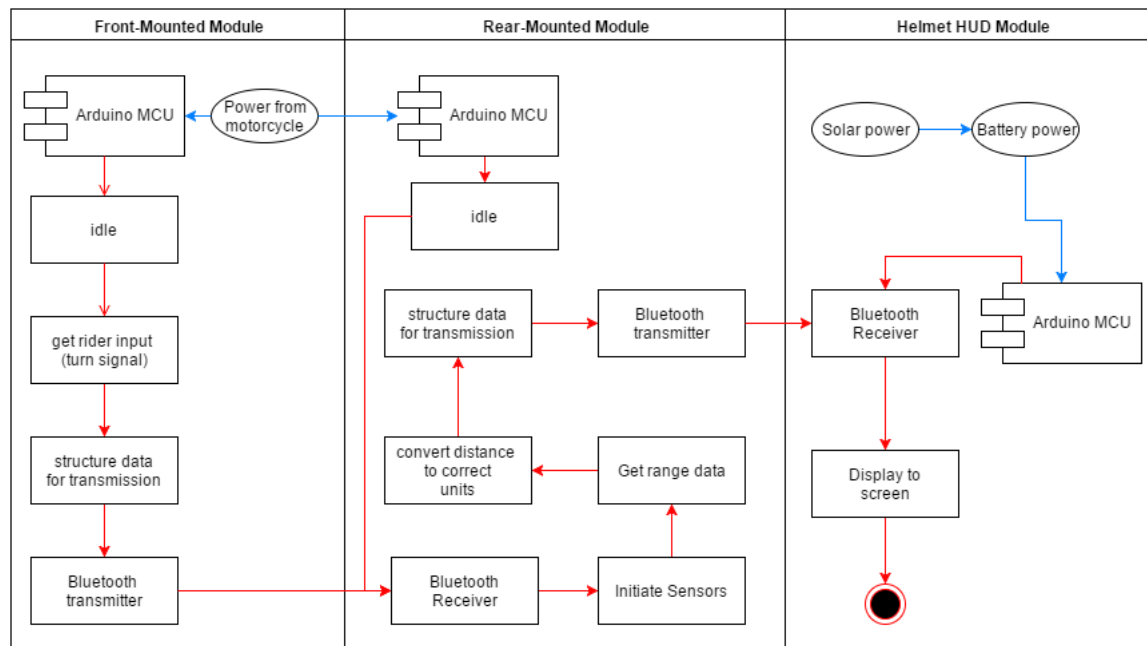 Front-Mounted Module
Rear-Mounted Module
Helmet HUD Module
Arduino MCU
Power from
motorcycle
idle
get rider input
(turn signal)
structure data
for transmission
Bluetooth
transmitter
Arduino MCU
idle
structure data
for transmission
Bluetooth
transmitter
convert distance
to correct
units
Get range data
Bluetooth
Receiver
Initiate Sensors
Solar power
Battery power
Bluetooth
Receiver
Arduino MCU
Display to
screen